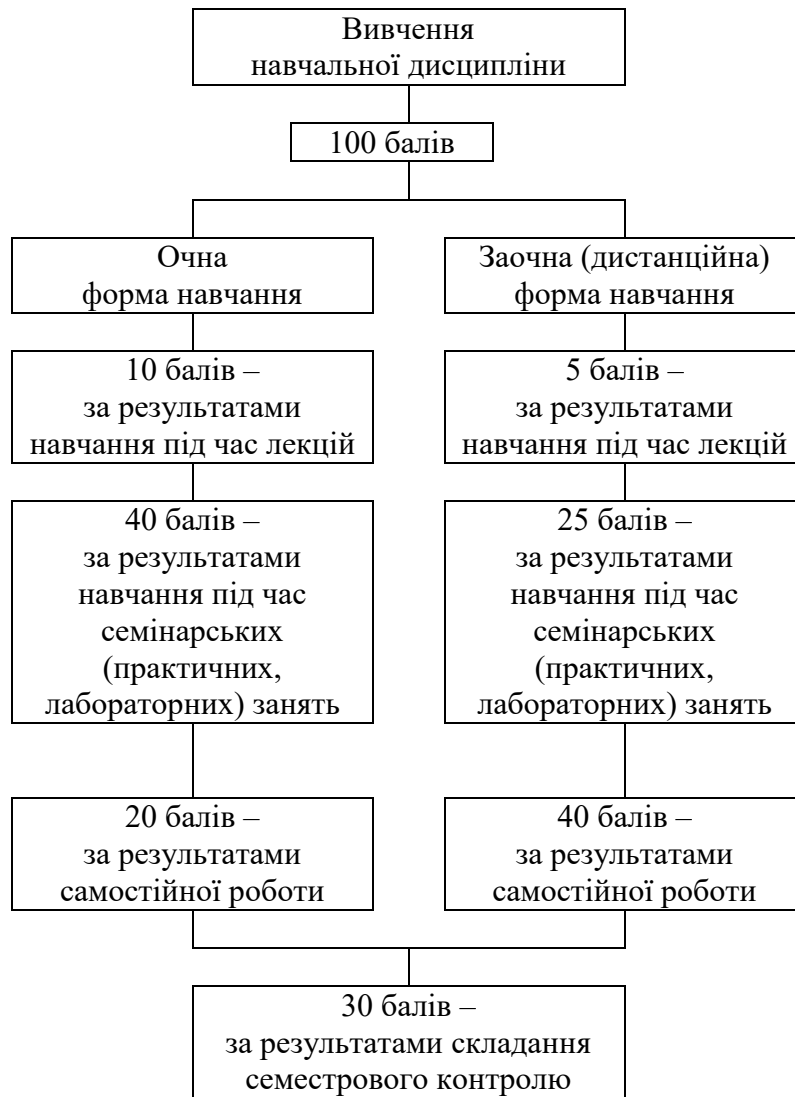 Вивчення
навчальної дисципліни
100 балів
Очна
форма навчання
Заочна (дистанційна)
форма навчання
10 балів –
за результатами
навчання під час лекцій
5 балів –
за результатами
навчання під час лекцій
40 балів –
за результатами
навчання під час
семінарських
(практичних,
лабораторних) занять
25 балів –
за результатами
навчання під час
семінарських
(практичних,
лабораторних) занять
20 балів –
за результатами
самостійної роботи
40 балів –
за результатами
самостійної роботи
30 балів –
за результатами складання
семестрового контролю